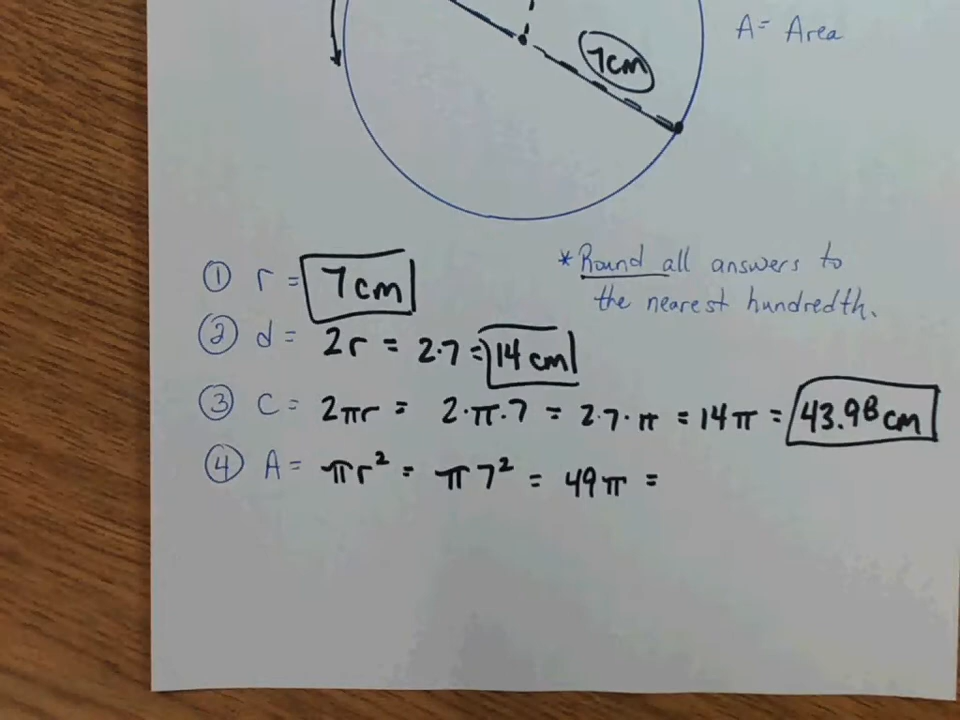 A = Area
7cm
① r = 7cm
* Round all answers to
the nearest hundredth.
② d = 2r = 2·7 = 14 cm
③ C = 2πr = 2·π·7 = 2·7·π = 14π = 43.98 cm
④ A = πr² = π7² = 49π =